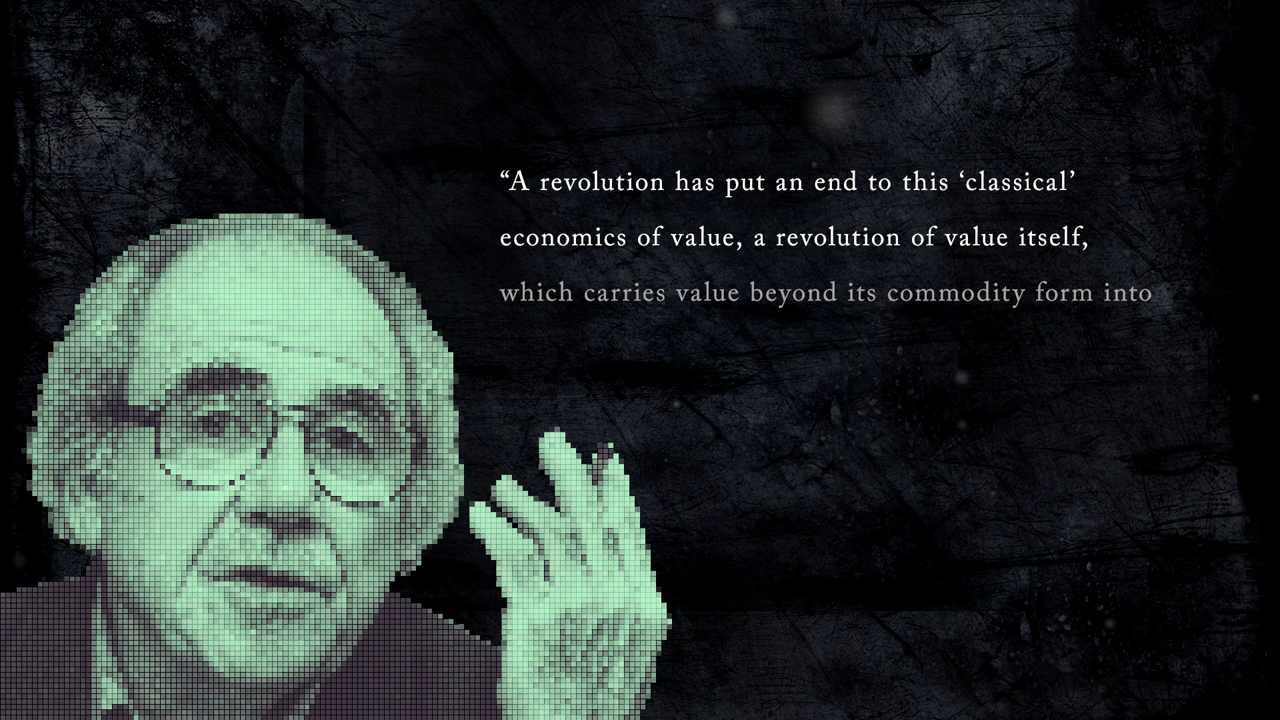 “A revolution has put an end to this ‘classical’
economics of value, a revolution of value itself,
which carries value beyond its commodity form into